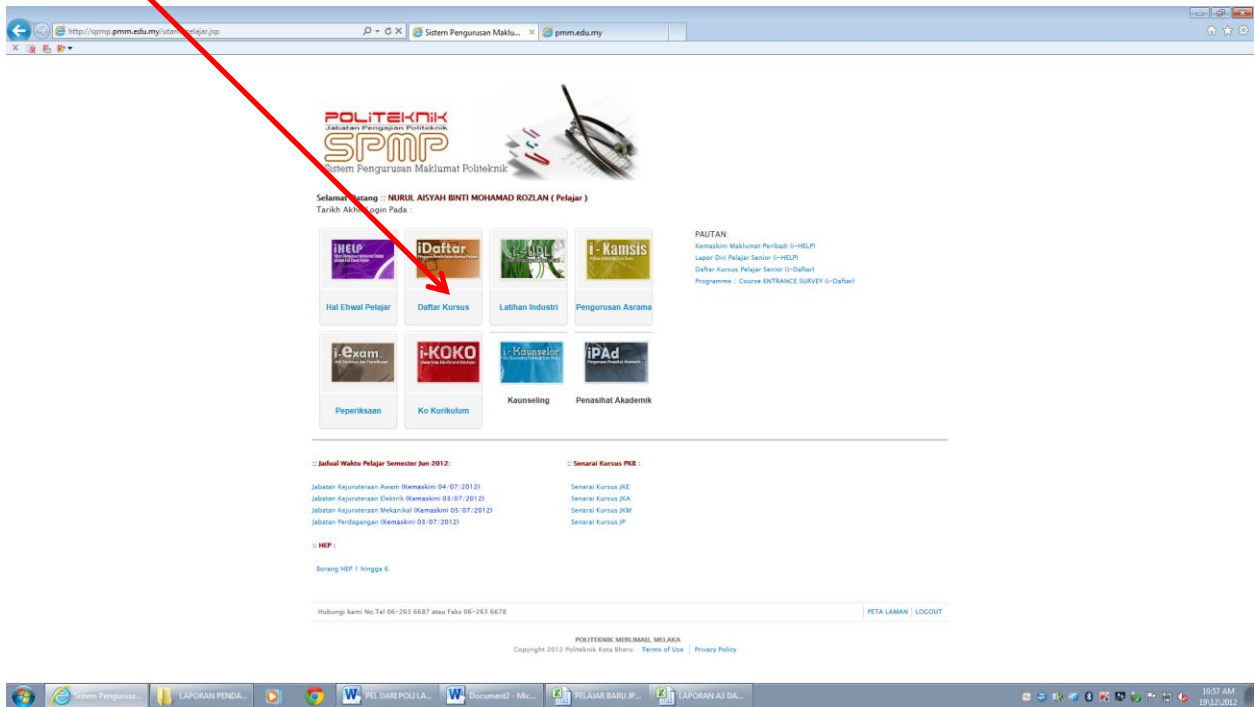 http://spmp.pmm.edu.my/utama_pelajar.jsp
Sistem Pengurusan Maklu...
pmm.edu.my
POLiTEKNiK
Jabatan Pengajian Politeknik
SPMP
Sistem Pengurusan Maklumat Politeknik
Selamat Datang :: NURUL AISYAH BINTI MOHAMAD ROZLAN ( Pelajar )
Tarikh Akhir Login Pada :
PAUTAN:
Kemaskini Maklumat Peribadi (i-HELP)
Lapor Diri Pelajar Senior (i-HELP)
Daftar Kursus Pelajar Senior (i-Daftar)
Programme / Course ENTRANCE SURVEY (i-Daftar)
iHELP
iDaftar
i-SUPLI
i-Kamsis
Hal Ehwal Pelajar
Daftar Kursus
Latihan Industri
Pengurusan Asrama
i-exam
i-KOKO
i-Kaunselor
iPAd
Peperiksaan
Ko Kurikulum
Kaunseling
Penasihat Akademik
:: Jadual Waktu Pelajar Semester Jun 2012:
Jabatan Kejuruteraan Awam (Kemaskini 04/07/2012)
Jabatan Kejuruteraan Elektrik (Kemaskini 03/07/2012)
Jabatan Kejuruteraan Mekanikal (Kemaskini 05/07/2012)
Jabatan Perdagangan (Kemaskini 03/07/2012)
:: Senarai Kursus PKB :
Senarai Kursus JKE
Senarai Kursus JKA
Senarai Kursus JKM
Senarai Kursus JP
:: HEP :
Borang HEP 1 hingga 6
Hubungi kami No.Tel 06-263 6687 atau Faks 06-263 6678
PETA LAMAN | LOGOUT
POLITEKNIK MERLIMAU, MELAKA
Copyright 2012 Politeknik Kota Bharu. Terms of Use | Privacy Policy
Sistem Pengurusa...
LAPORAN PENDA...
PEL DARI POLI LA...
Document2 - Mic...
PELAJAR BARU JP...
LAPORAN A3 DA...
10:57 AM
19\12\2012